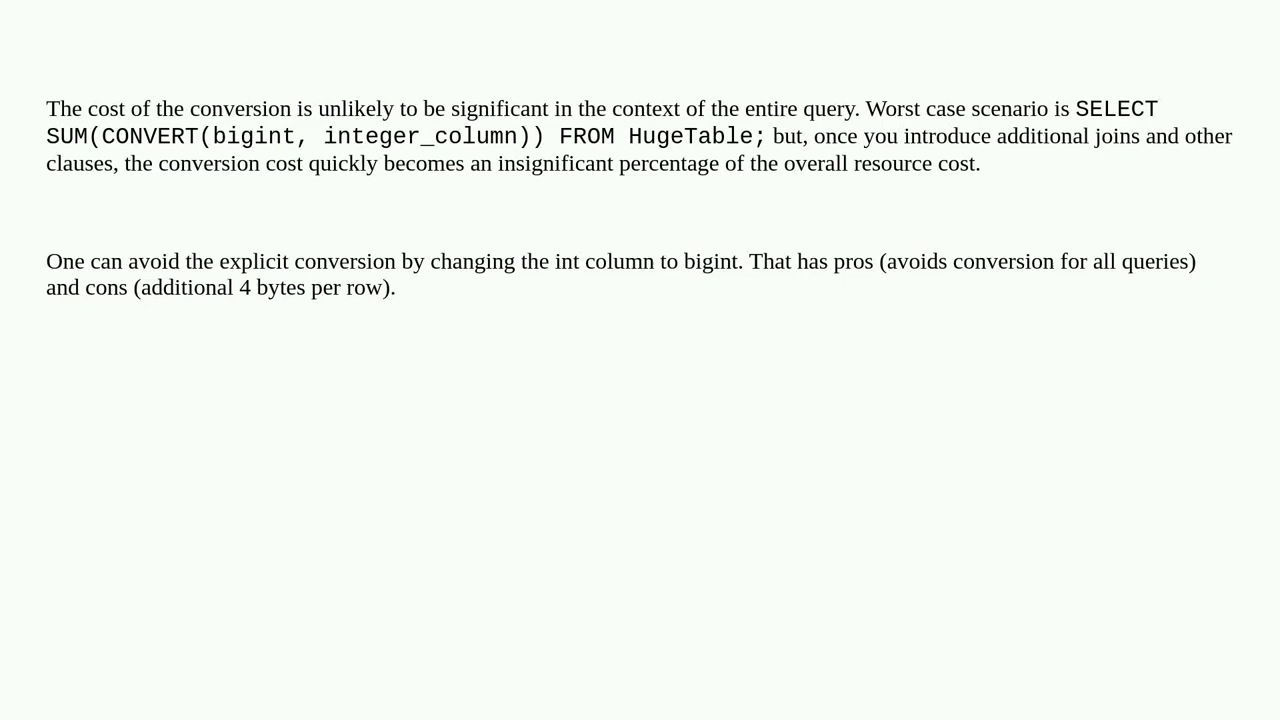 The cost of the conversion is unlikely to be significant in the context of the entire query. Worst case scenario is SELECT
SUM(CONVERT(bigint, integer_column)) FROM HugeTable; but, once you introduce additional joins and other
clauses, the conversion cost quickly becomes an insignificant percentage of the overall resource cost.
One can avoid the explicit conversion by changing the int column to bigint. That has pros (avoids conversion for all queries)
and cons (additional 4 bytes per row).